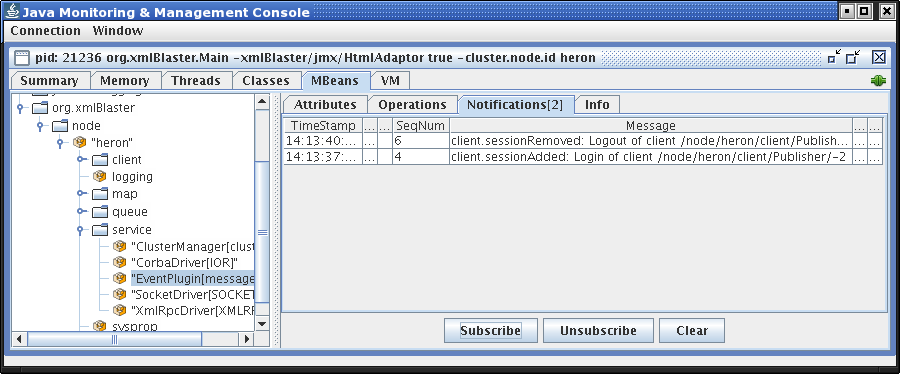 Java Monitoring & Management Console
Connection Window
pid: 21236 org.xmlBlaster.Main -xmlBlaster/jmx/HtmlAdaptor true -cluster.node.id heron
Summary Memory Threads Classes MBeans VM
org.xmlBlaster
node
"heron"
client
logging
map
queue
service
"ClusterManager[clust
"CorbaDriver[IOR]"
"EventPlugin[message
"SocketDriver[SOCKET
"XmlRpcDriver[XMLRP
sysprop
Attributes Operations Notifications[2] Info
TimeStamp ... ... SeqNum Message ... ...
14:13:40:... ... 6 client.sessionRemoved: Logout of client /node/heron/client/Publish... ... ...
14:13:37:... ... 4 client.sessionAdded: Login of client /node/heron/client/Publisher/-2 ... ...
Subscribe Unsubscribe Clear